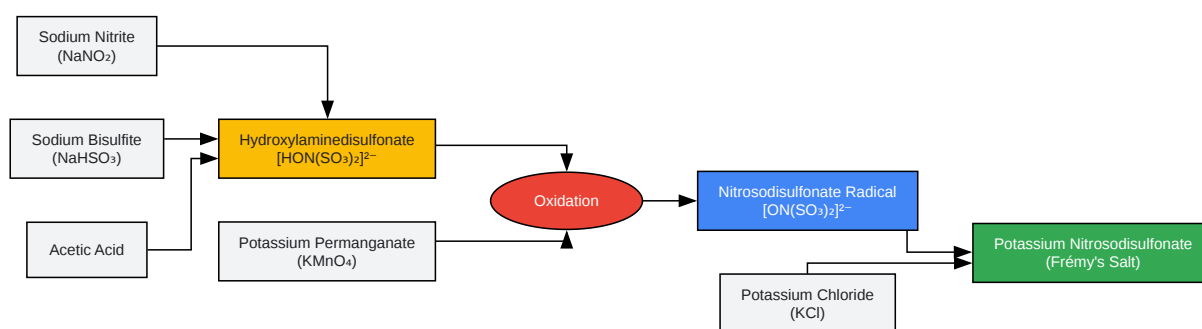 Sodium Nitrite
(NaNO₂)
Sodium Bisulfite
(NaHSO₃)
Acetic Acid
Hydroxylaminedisulfonate
[HON(SO₃)₂]²⁻
Potassium Permanganate
(KMnO₄)
Oxidation
Nitrosodisulfonate Radical
[ON(SO₃)₂]²⁻
Potassium Chloride
(KCl)
Potassium Nitrosodisulfonate
(Frémy's Salt)